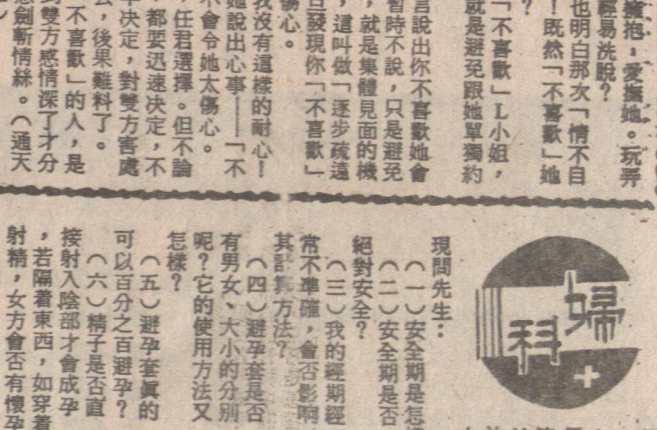 擁抱，愛撫她。玩弄
輕易洗脫？
也明白那次「情不自
！既然「不喜歡」她
？
「不喜歡」L小姐，
就是避免跟她單獨約
說出你不喜歡她會
暫時不說，只是避免
，就是集體見面的機
，這叫做「逐步疏遠
發現你「不喜歡」
傷心。
我沒有這樣的耐心！
她說出心事——「不
不會令她太傷心。
，任君選擇。但不論
，都要迅速決定，不
決定，對雙方害處
，後果難料了。
「不喜歡」的人，是
到雙方感情深了才分
慧劍斬情絲。（通天
婦科
現問先生：
（一）安全期是怎
（二）安全期是否
絕對安全？
（三）我的經期經
常不準確，會否影响
其計算方法？
（四）避孕套是否
有男女、大小的分別
呢？它的使用方法又
怎樣？
（五）避孕套眞的
可以百分之百避孕？
（六）精子是否直
接射入陰部才會成孕
，若隔着東西，如穿着
射精，女方會否有懷孕